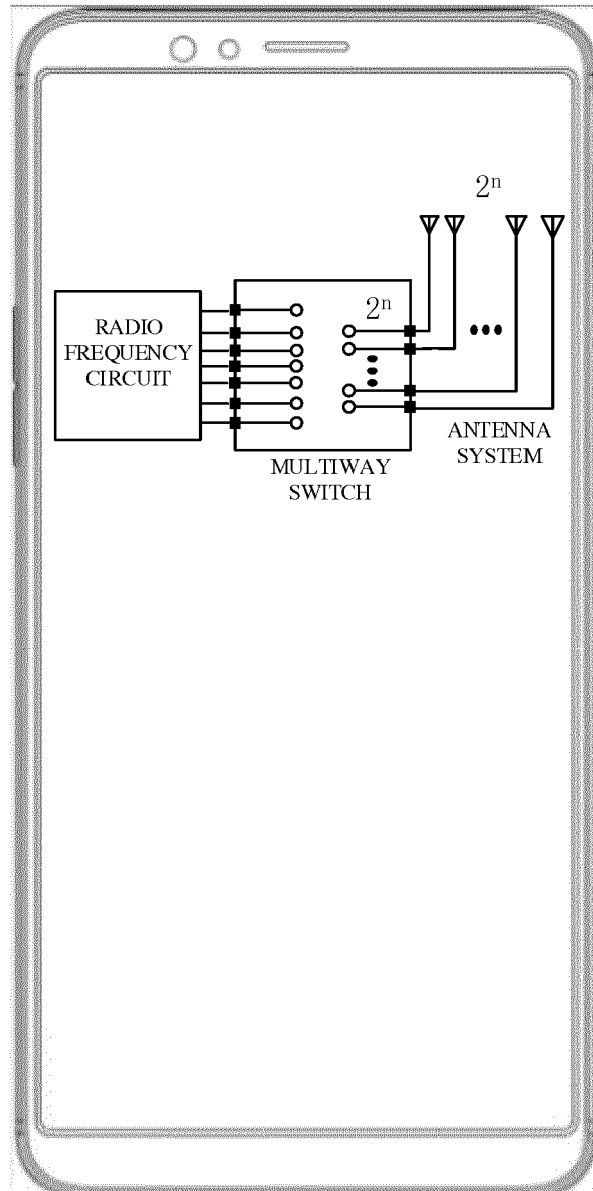 2ⁿ
2ⁿ
RADIO
FREQUENCY
CIRCUIT
ANTENNA
SYSTEM
MULTIWAY
SWITCH